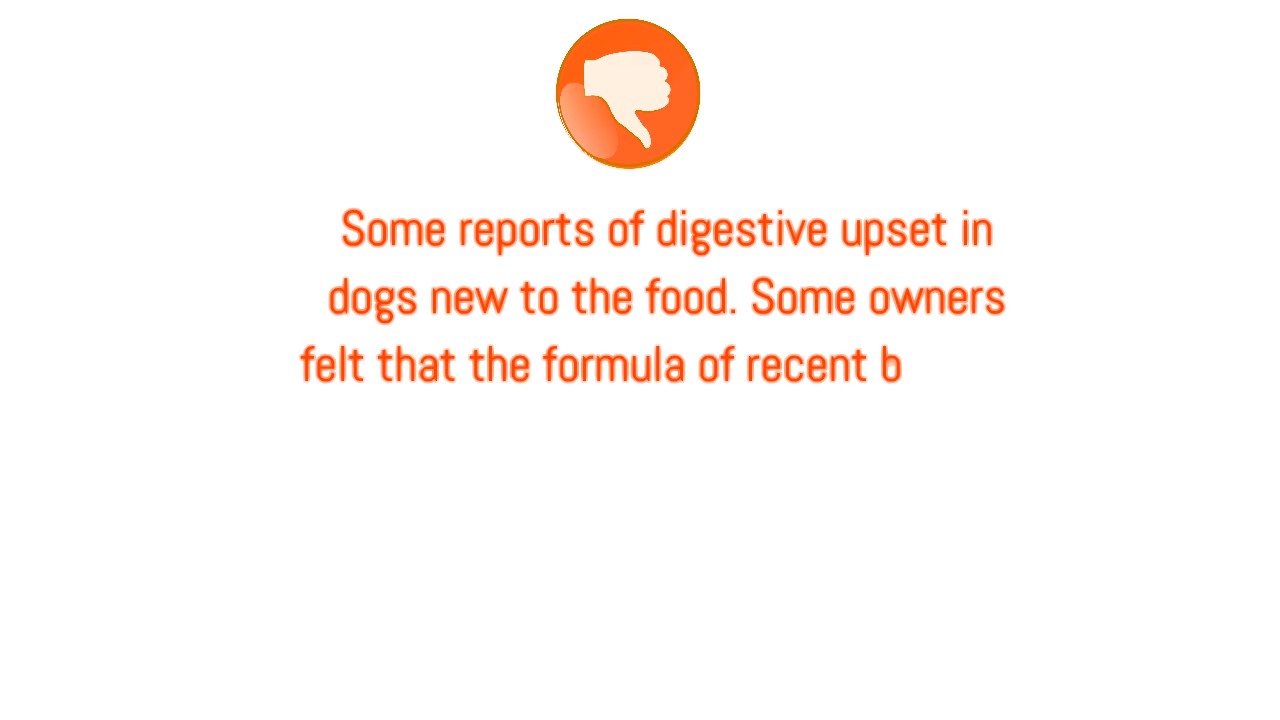 Some reports of digestive upset in
dogs new to the food. Some owners
felt that the formula of recent b